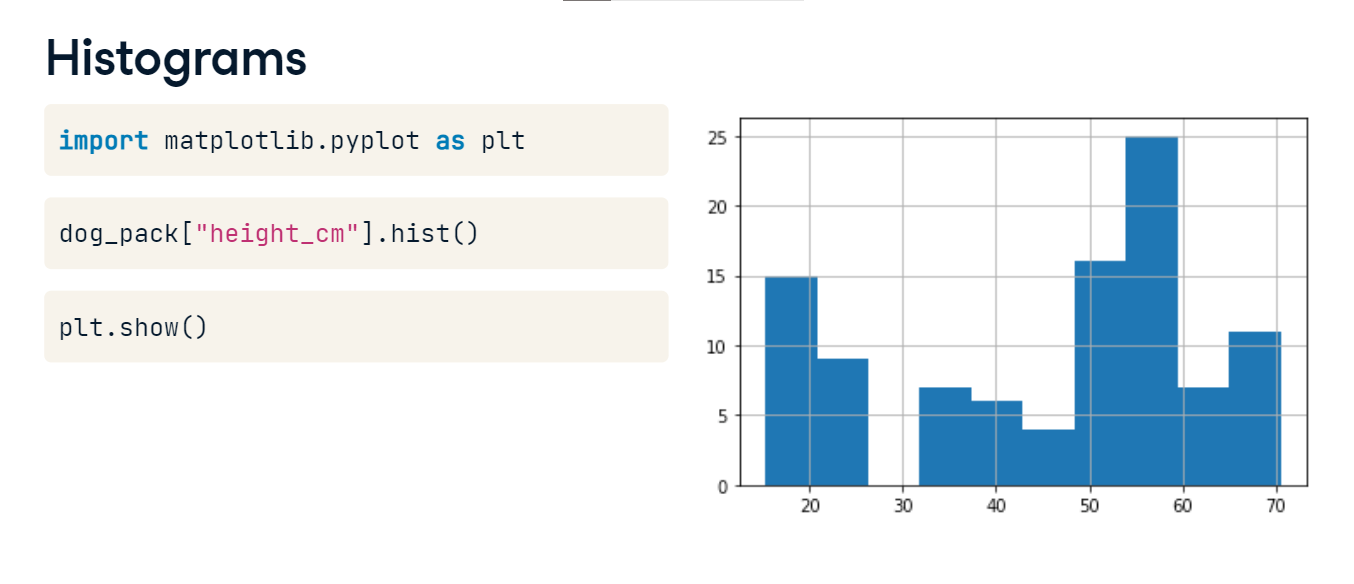 Histograms
import matplotlib.pyplot as plt
dog_pack["height_cm"].hist()
plt.show()
25
20
15
10
5
0
20 30 40 50 60 70